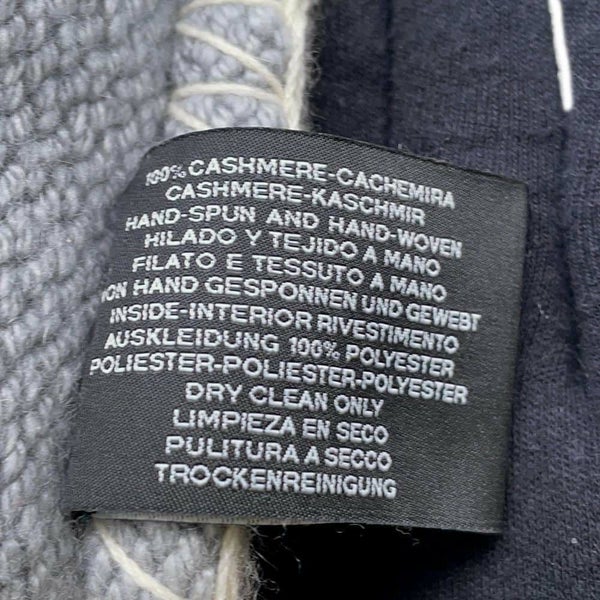 100% CASHMERE-CACHEMIRA
CASHMERE-KASCHMIR
HAND-SPUN AND HAND-WOVEN
HILADO Y TEJIDO A MANO
FILATO E TESSUTO A MANO
VON HAND GESPONNEN UND GEWEBT
INSIDE-INTERIOR RIVESTIMENTO
AUSKLEIDUNG 100% POLYESTER
POLIESTER-POLIESTER-POLYESTER
DRY CLEAN ONLY
LIMPIEZA EN SECO
PULITURA A SECCO
TROCKENREINIGUNG